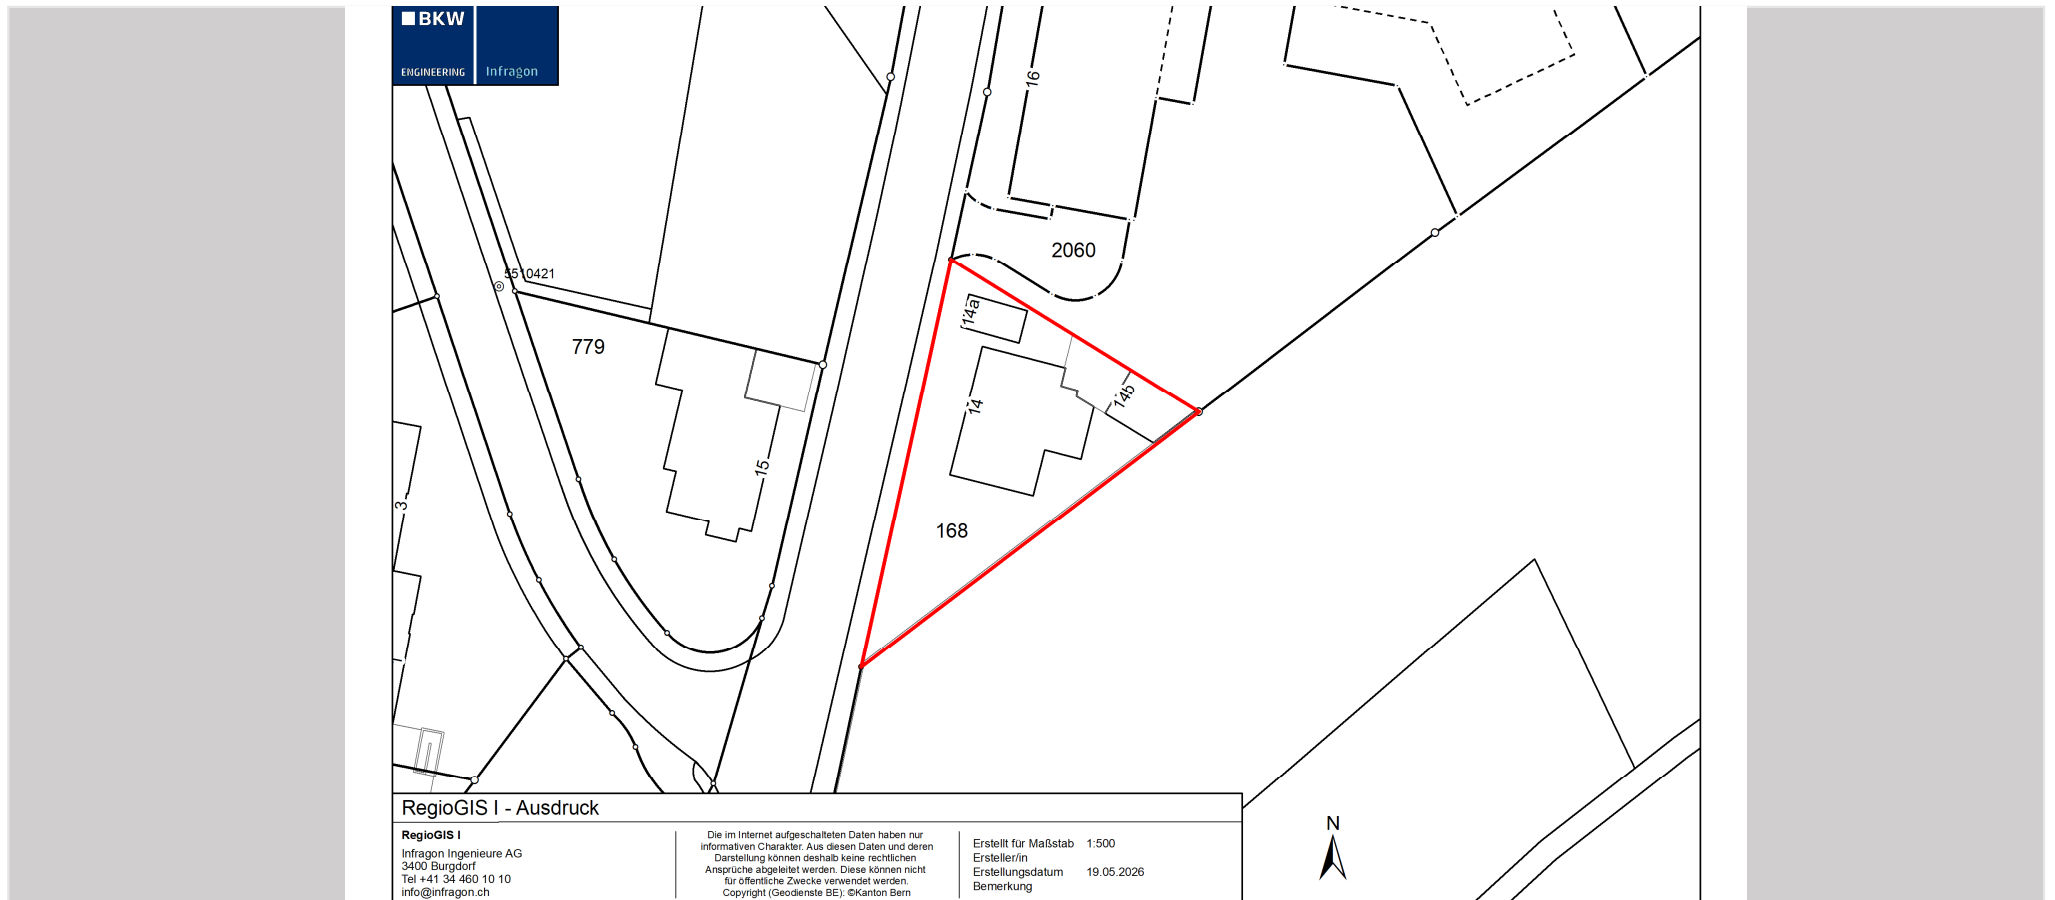 BKW
ENGINEERING Infragon
16
2060
5510421
14a
779
14b
14
15
3
168
RegioGIS I - Ausdruck
RegioGIS I
Infragon Ingenieure AG
3400 Burgdorf
Tel +41 34 460 10 10
info@infragon.ch
Die im Internet aufgeschalteten Daten haben nur
informativen Charakter. Aus diesen Daten und deren
Darstellung können deshalb keine rechtlichen
Ansprüche abgeleitet werden. Diese können nicht
für öffentliche Zwecke verwendet werden.
Copyright (Geodienste BE): ©Kanton Bern
Erstellt für Maßstab 1:500
Ersteller/in
Erstellungsdatum 19.05.2026
Bemerkung
N